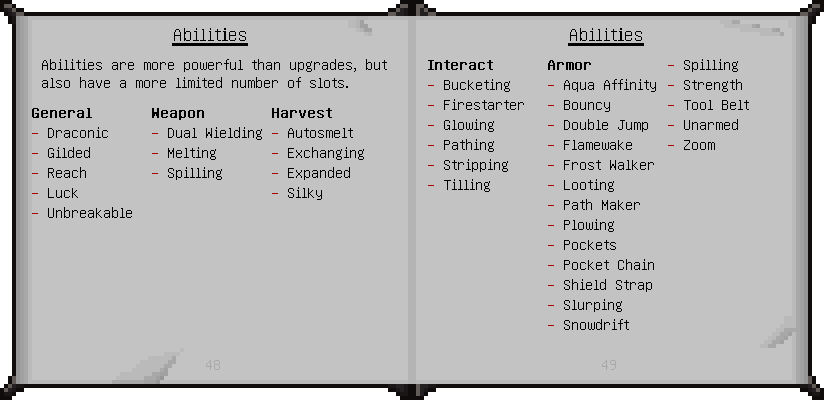 Abilities
Abilities are more powerful than upgrades, but
also have a more limited number of slots.
General
- Draconic
- Gilded
- Reach
- Luck
- Unbreakable
Weapon
- Dual Wielding
- Melting
- Spilling
Harvest
- Autosmelt
- Exchanging
- Expanded
- Silky
48
Abilities
Interact
- Bucketing
- Firestarter
- Glowing
- Pathing
- Stripping
- Tilling
Armor
- Aqua Affinity
- Bouncy
- Double Jump
- Flamewake
- Frost Walker
- Looting
- Path Maker
- Plowing
- Pockets
- Pocket Chain
- Shield Strap
- Slurping
- Snowdrift
- Spilling
- Strength
- Tool Belt
- Unarmed
- Zoom
49